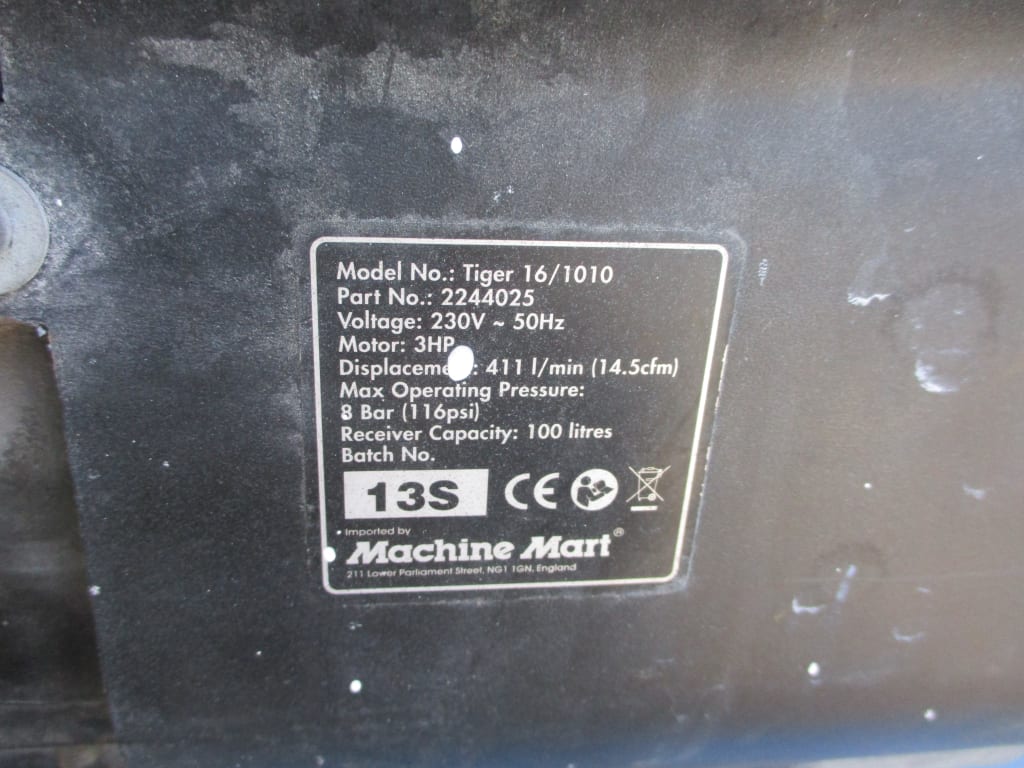 Model No.: Tiger 16/1010
Part No.: 2244025
Voltage: 230V ~ 50Hz
Motor: 3HP
Displacement: 411 l/min (14.5cfm)
Max Operating Pressure:
8 Bar (116psi)
Receiver Capacity: 100 litres
Batch No.
13S CE
Imported by
Machine Mart®
211 Lower Parliament Street, NG1 1GN, England